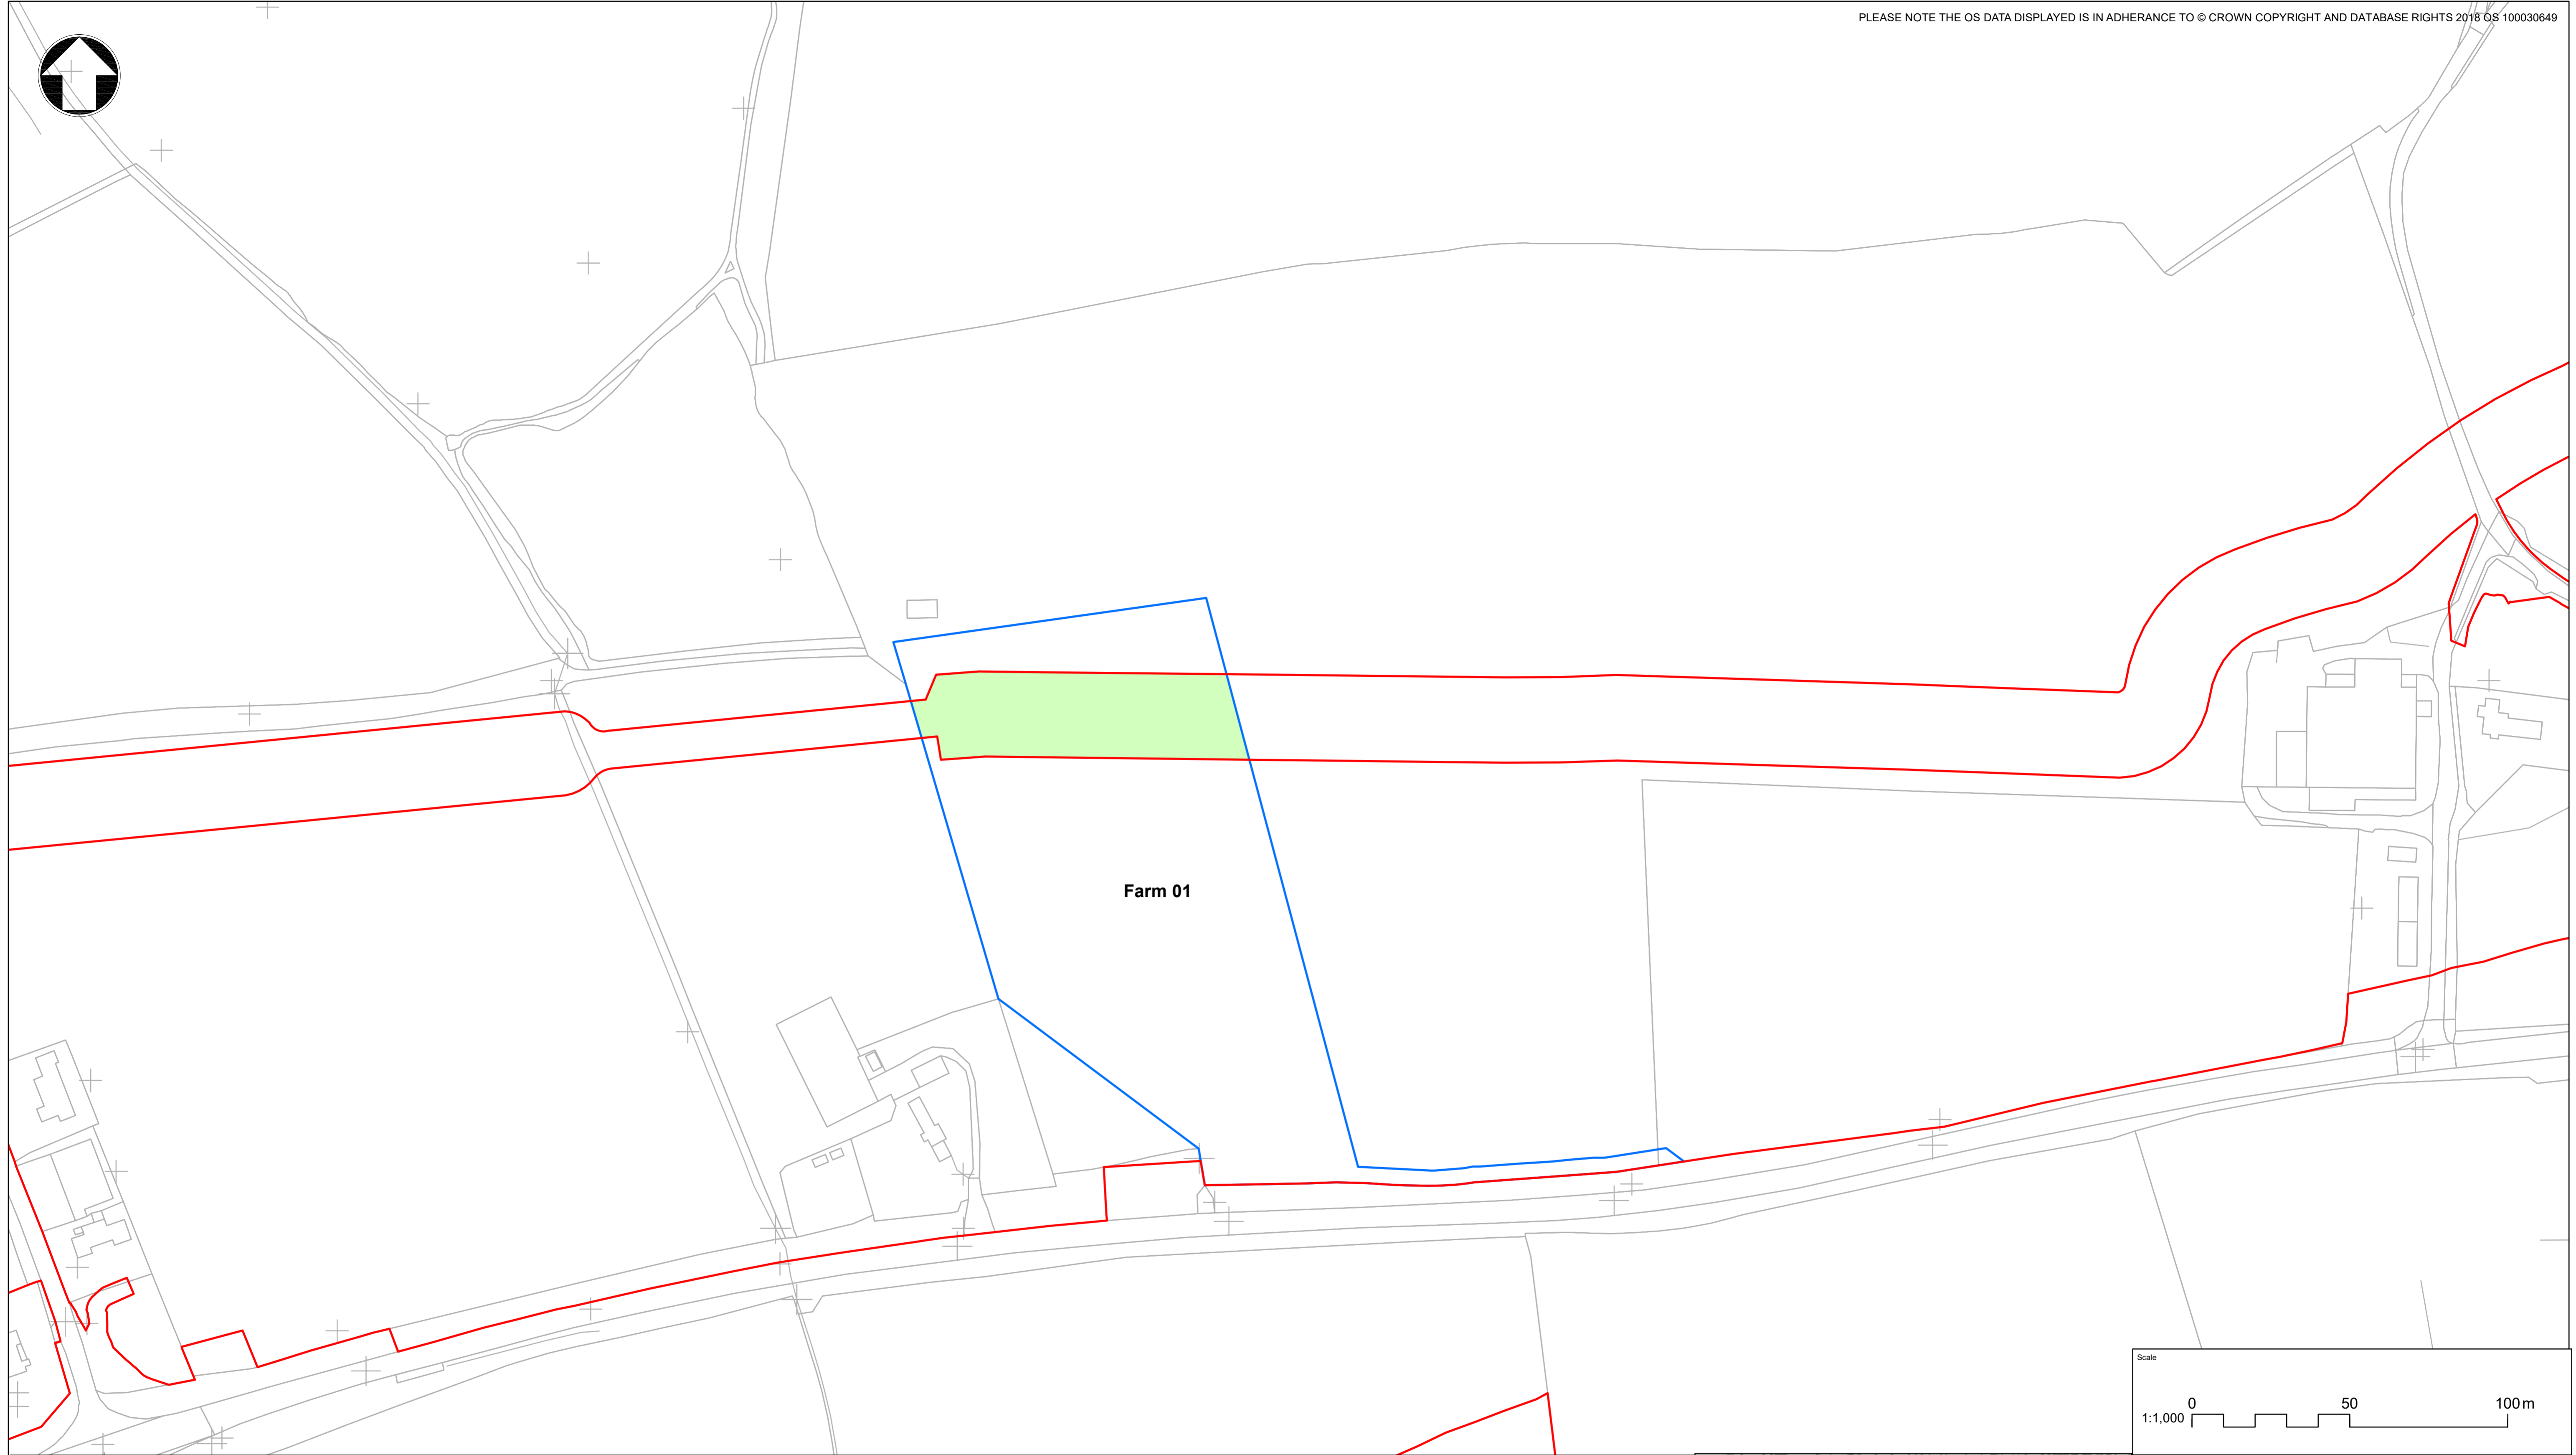 PLEASE NOTE THE OS DATA DISPLAYED IS IN ADHERANCE TO © CROWN COPYRIGHT AND DATABASE RIGHTS 2018 OS 100030649
Farm 01
Scale
0 50 100 m
1:1,000